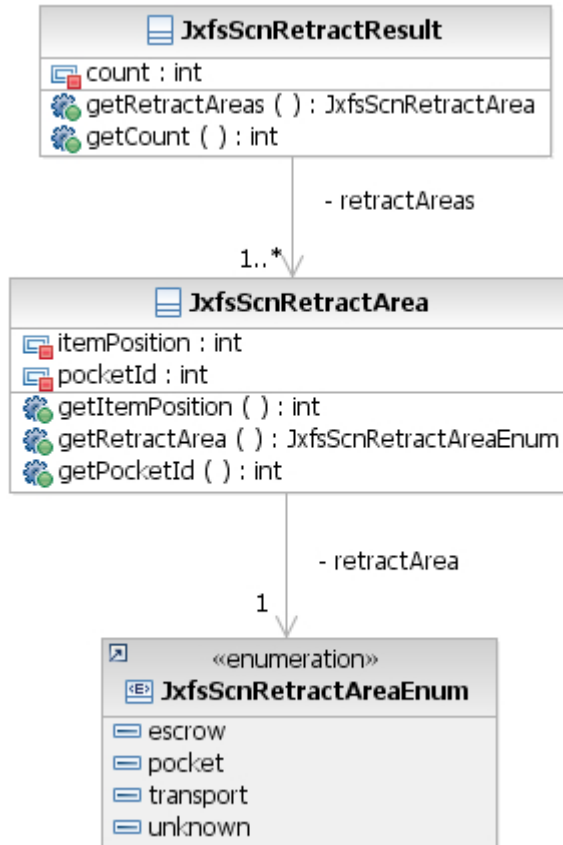 JxfsScnRetractResult
count : int
getRetractAreas ( ) : JxfsScnRetractArea
getCount ( ) : int
- retractAreas
1..*
JxfsScnRetractArea
itemPosition : int
pocketId : int
getItemPosition ( ) : int
getRetractArea ( ) : JxfsScnRetractAreaEnum
getPocketId ( ) : int
- retractArea
1
«enumeration»
<E> JxfsScnRetractAreaEnum
escrow
pocket
transport
unknown